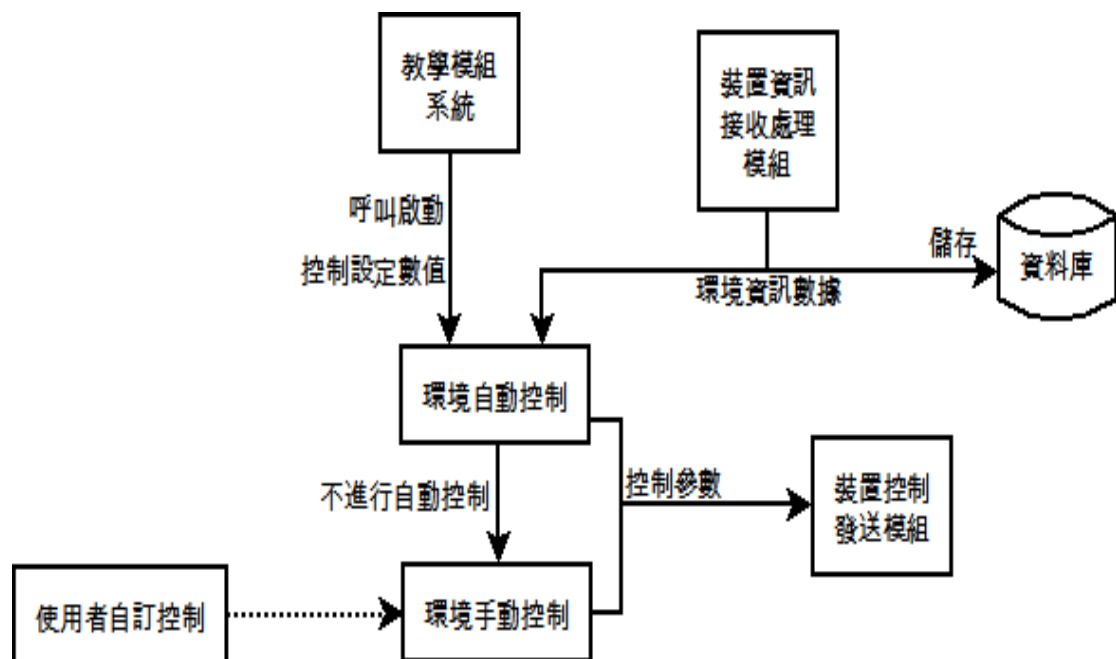 教學模組
系統
裝置資訊
接收處理
模組
呼叫啟動
控制設定數值
儲存
資料庫
環境資訊數據
環境自動控制
不進行自動控制
控制參數
裝置控制
發送模組
使用者自訂控制
環境手動控制